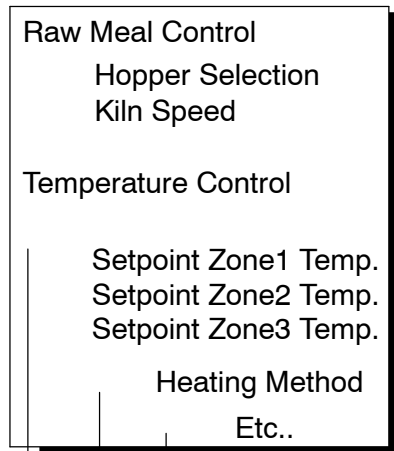 Raw Meal Control
Hopper Selection
Kiln Speed
Temperature Control
Setpoint Zone1 Temp.
Setpoint Zone2 Temp.
Setpoint Zone3 Temp.
Heating Method
Etc..